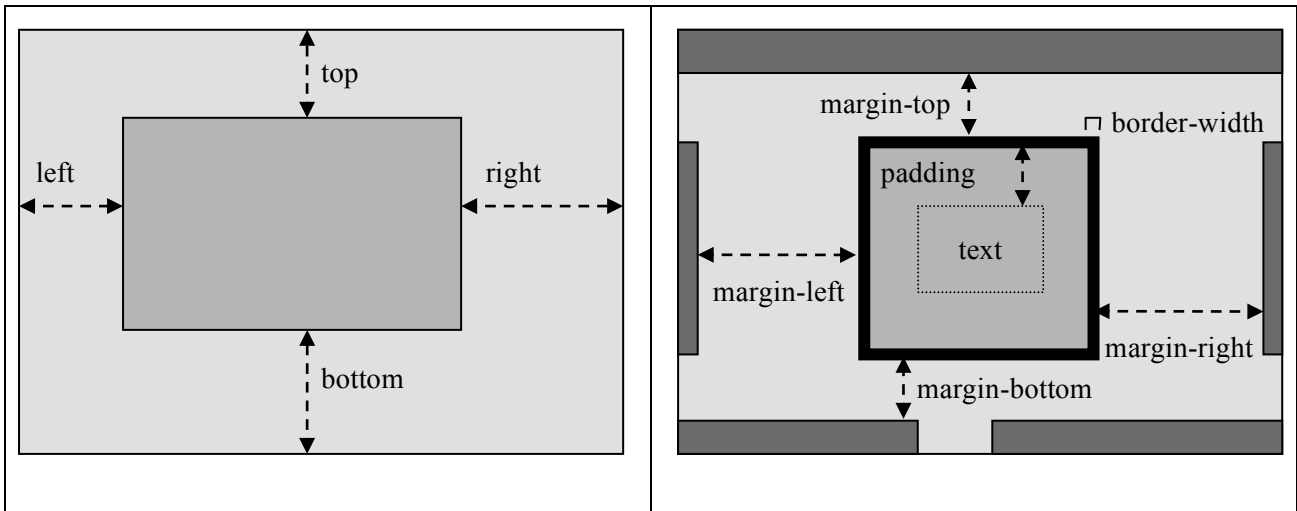 top
left
right
bottom
margin-top
border-width
padding
text
margin-left
margin-right
margin-bottom